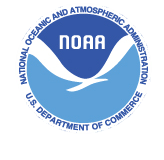 NATIONAL OCEANIC AND ATMOSPHERIC ADMINISTRATION
NOAA
U.S. DEPARTMENT OF COMMERCE